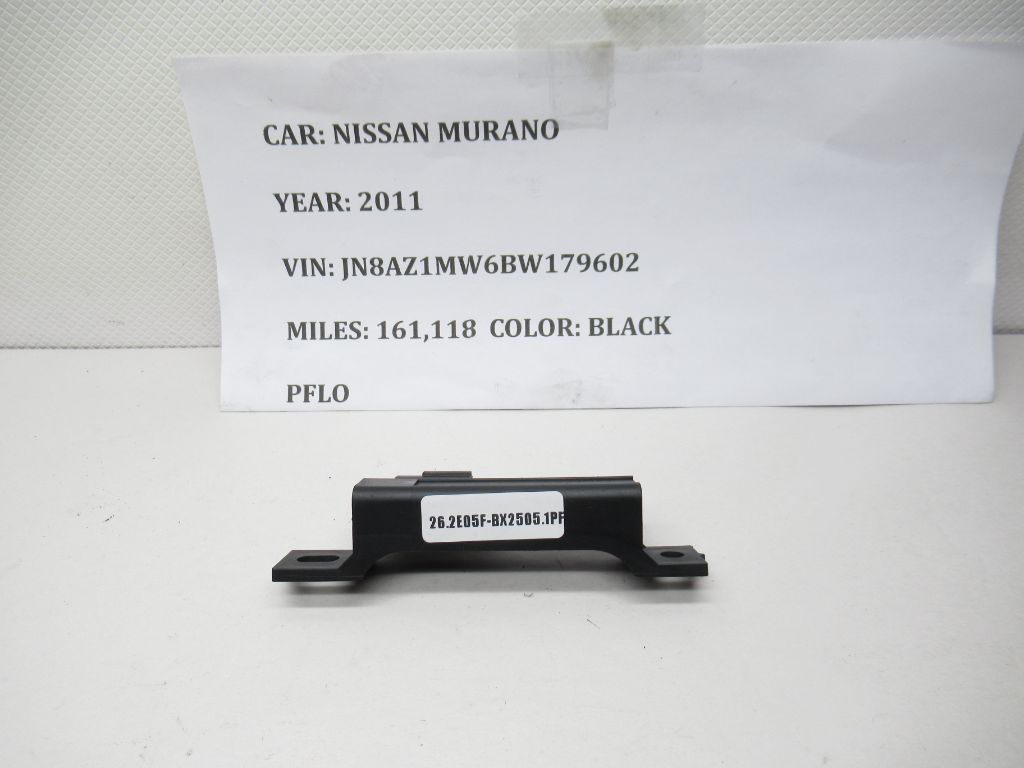 CAR: NISSAN MURANO
YEAR: 2011
VIN: JN8AZ1MW6BW179602
MILES: 161,118 COLOR: BLACK
PFLO
26.2E05F-BX2505.1PF